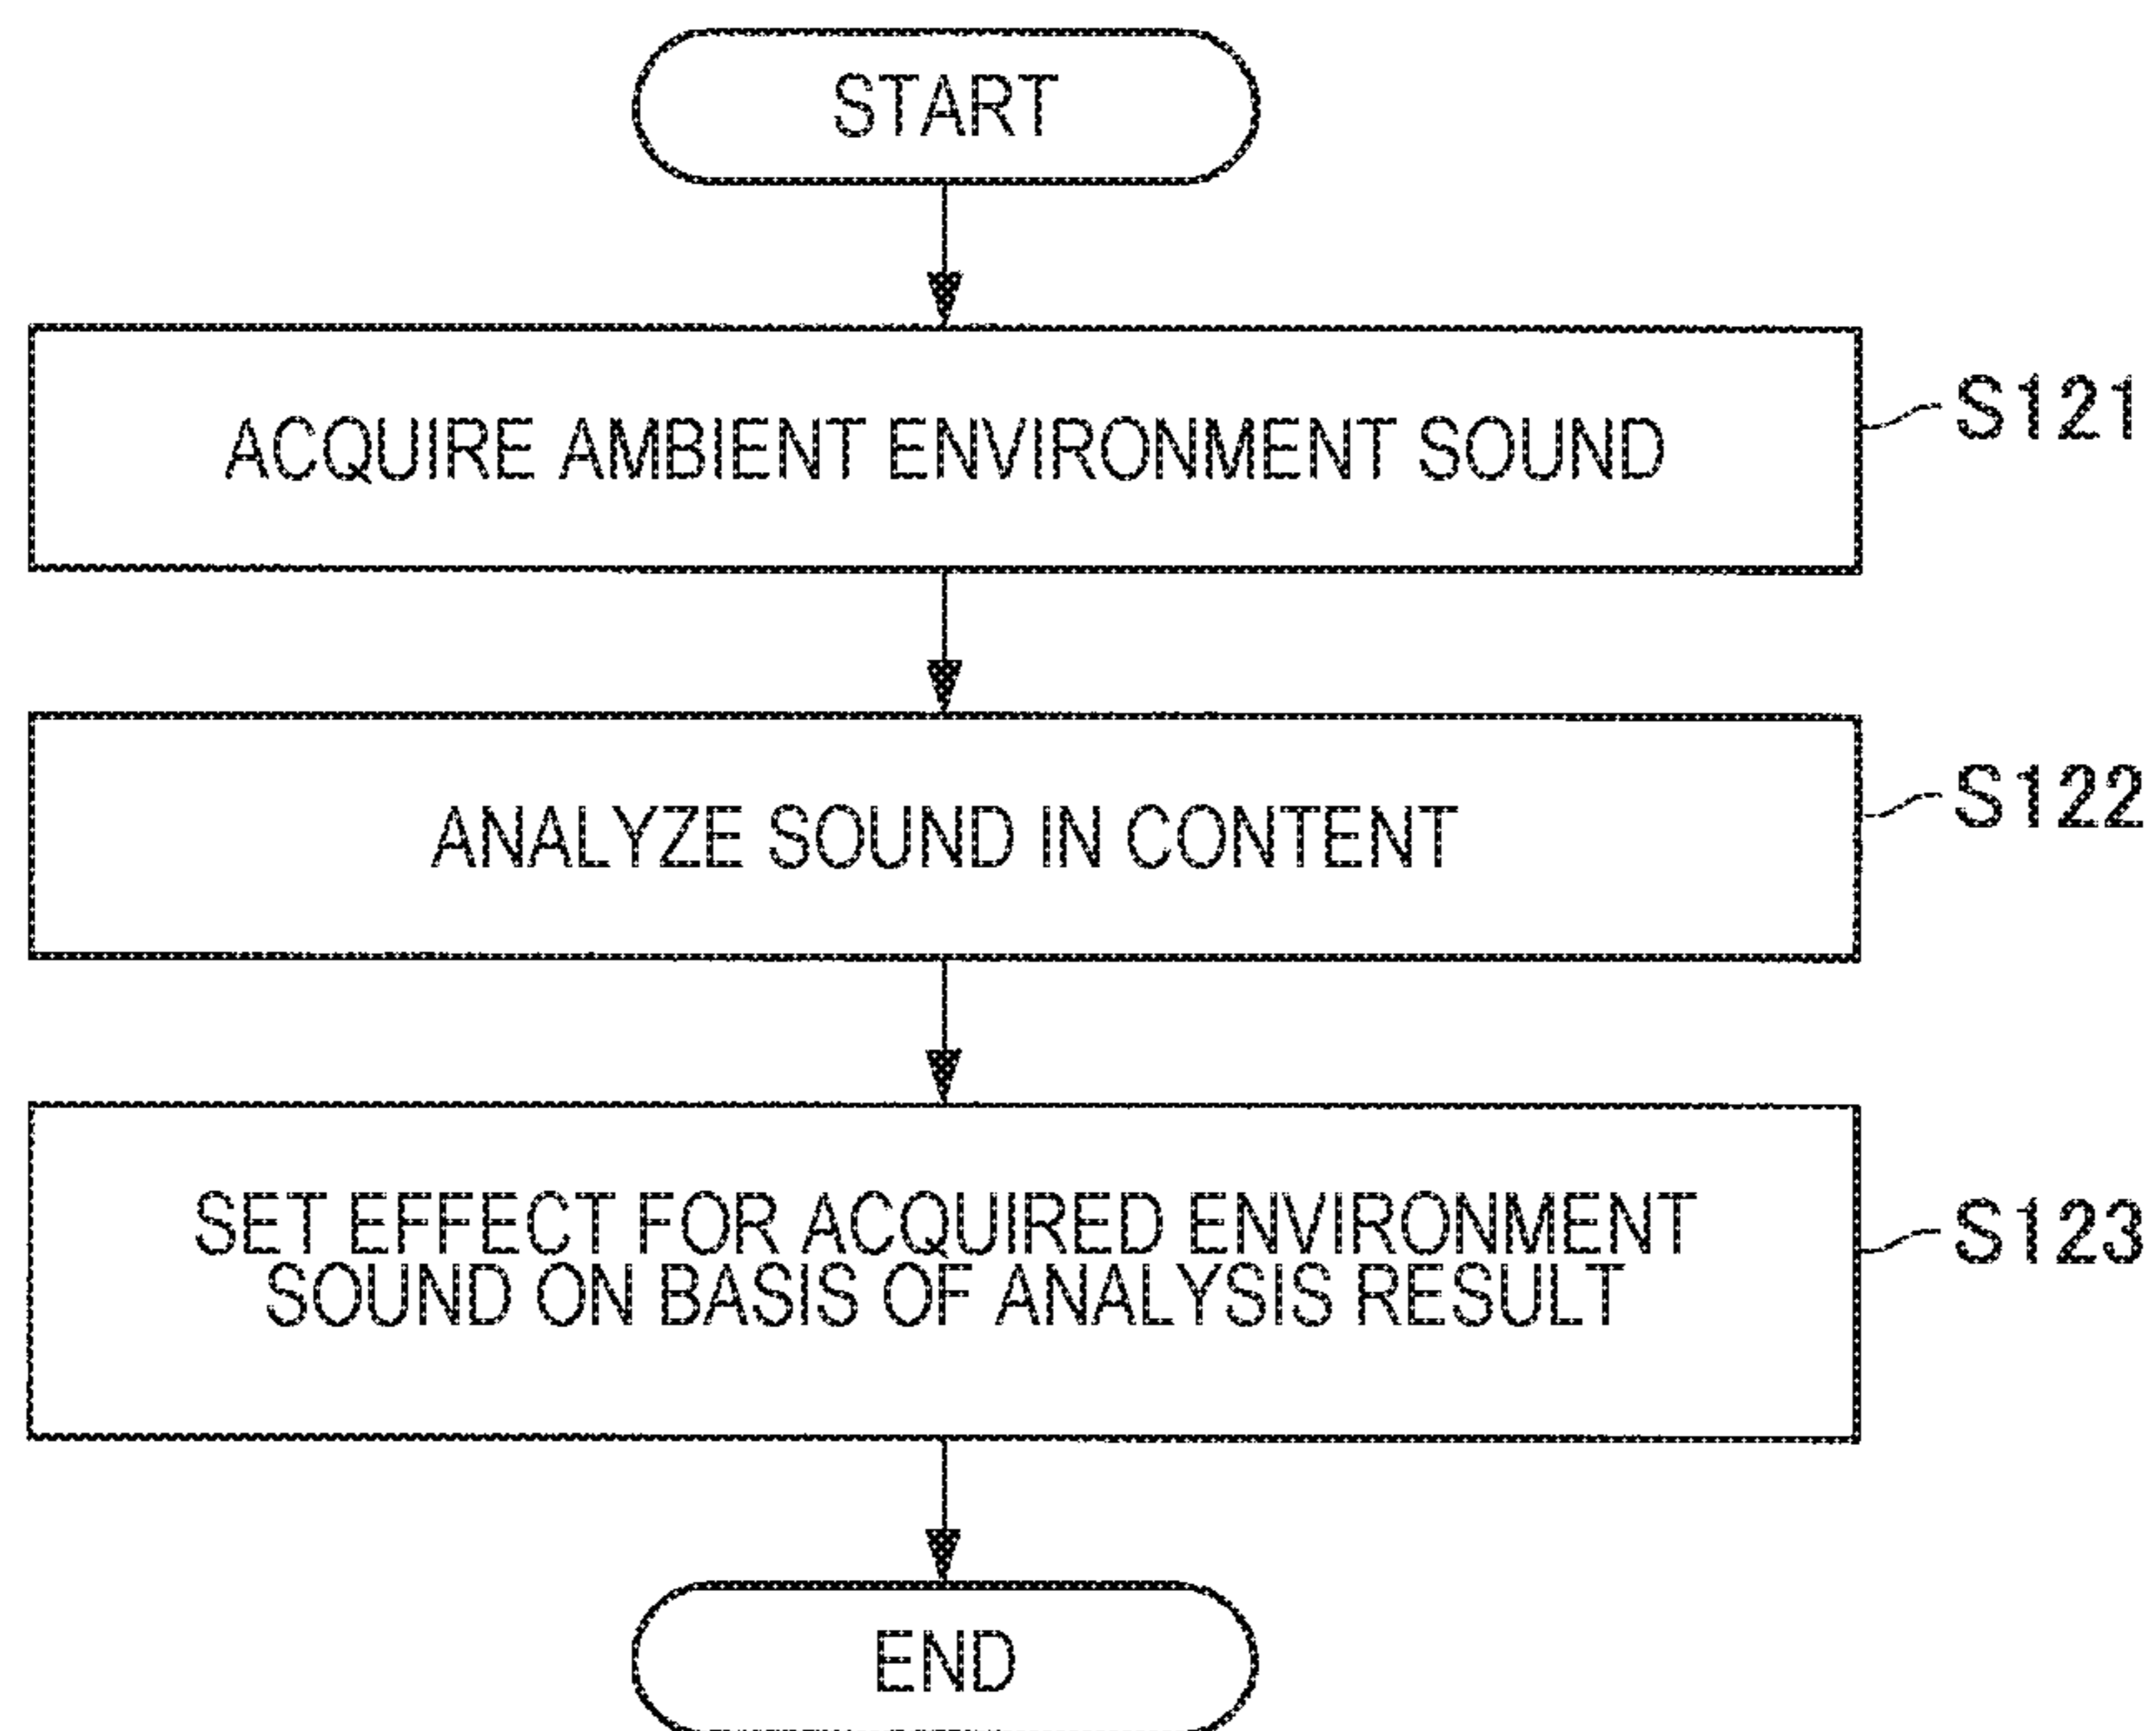 START
ACQUIRE AMBIENT ENVIRONMENT SOUND
S121
ANALYZE SOUND IN CONTENT
S122
SET EFFECT FOR ACQUIRED ENVIRONMENT
SOUND ON BASIS OF ANALYSIS RESULT
S123
END